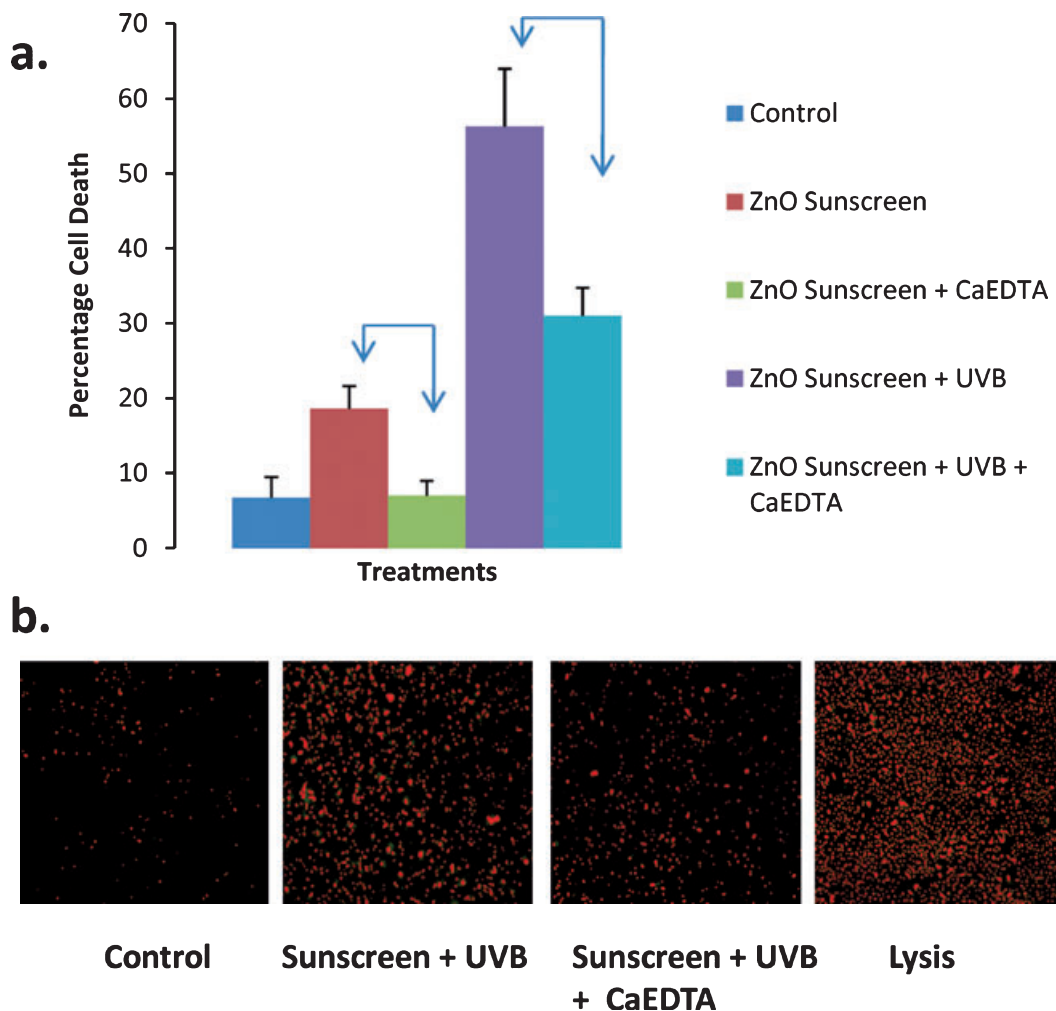 a.
70
60
50
40
30
20
10
0
Percentage Cell Death
Treatments
Control
ZnO Sunscreen
ZnO Sunscreen + CaEDTA
ZnO Sunscreen + UVB
ZnO Sunscreen + UVB +
CaEDTA
b.
Control
Sunscreen + UVB
Sunscreen + UVB
+ CaEDTA
Lysis